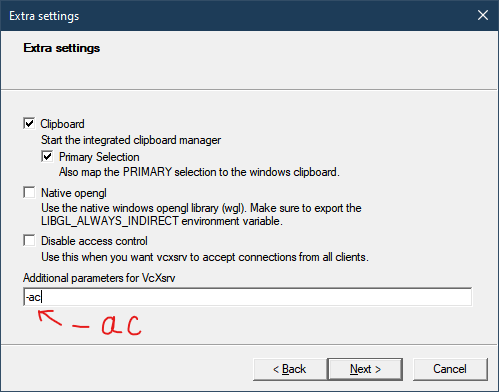 Extra settings
Extra settings
Clipboard
Start the integrated clipboard manager
Primary Selection
Also map the PRIMARY selection to the windows clipboard.
Native opengl
Use the native windows opengl library (wgl). Make sure to export the
LIBGL_ALWAYS_INDIRECT environment variable.
Disable access control
Use this when you want vcxsrv to accept connections from all clients.
Additional parameters for VcXsrv
-ac
-ac
< Back Next > Cancel